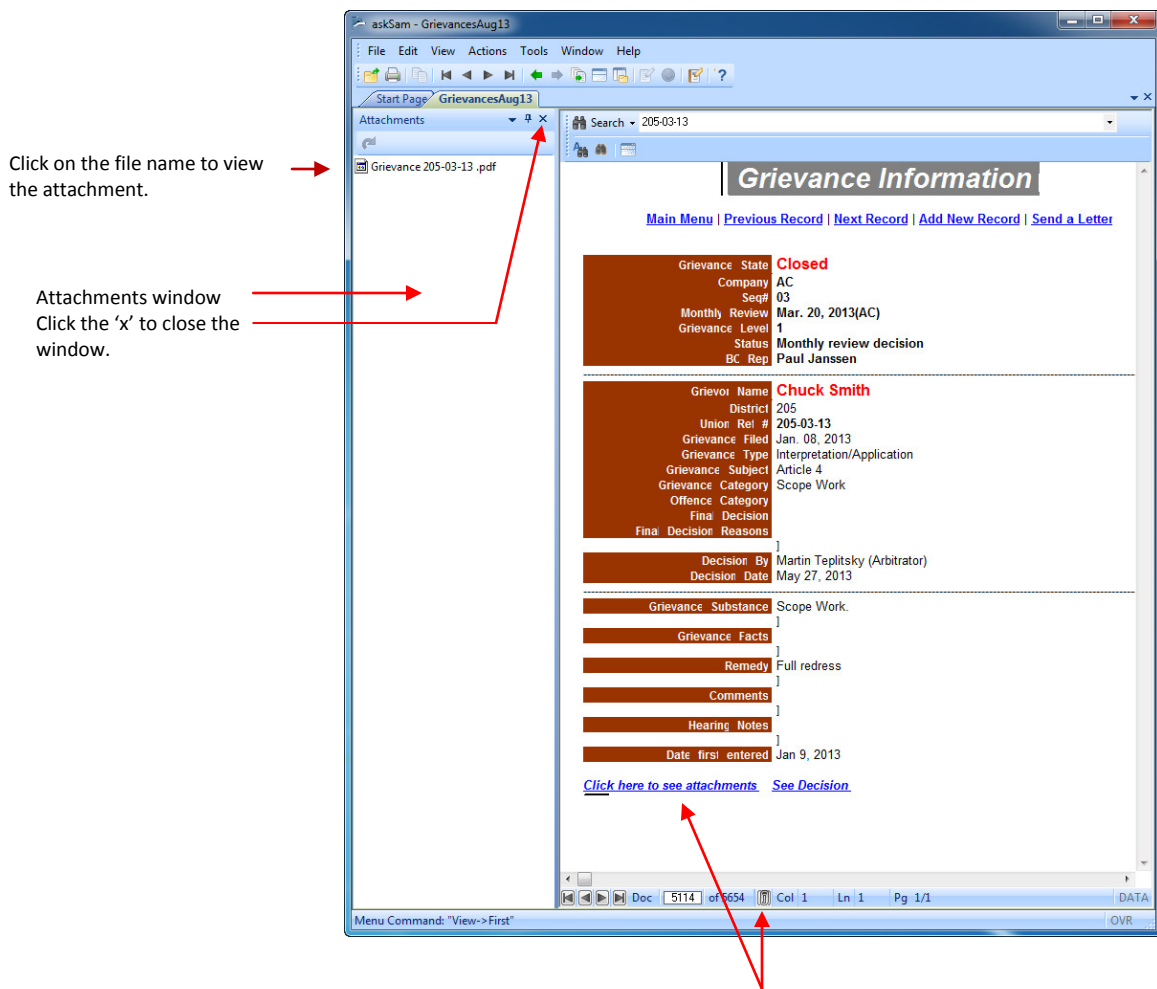 askSam - GrievancesAug13
File Edit View Actions Tools Window Help
Start Page GrievancesAug13
Attachments
Search 205-03-13
Click on the file name to view
the attachment.
Grievance 205-03-13 .pdf
Grievance Information
Main Menu | Previous Record | Next Record | Add New Record | Send a Letter
Grievance State Closed
Company AC
Seq# 03
Monthly Review Mar. 20, 2013(AC)
Grievance Level 1
Status Monthly review decision
BC Rep Paul Janssen
Attachments window
Click the ‘x’ to close the
window.
Grievor Name Chuck Smith
District 205
Union Ref # 205-03-13
Grievance Filed Jan. 08, 2013
Grievance Type Interpretation/Application
Grievance Subject Article 4
Grievance Category Scope Work
Offence Category
Final Decision
Final Decision Reasons
]
Decision By Martin Teplitsky (Arbitrator)
Decision Date May 27, 2013
Grievance Substance Scope Work.
]
Grievance Facts
]
Remedy Full redress
]
Comments
]
Hearing Notes
]
Date first entered Jan 9, 2013
Click here to see attachments See Decision
Doc 5114 of 5654 Col 1 Ln 1 Pg 1/1 DATA
Menu Command: "View->First" OVR